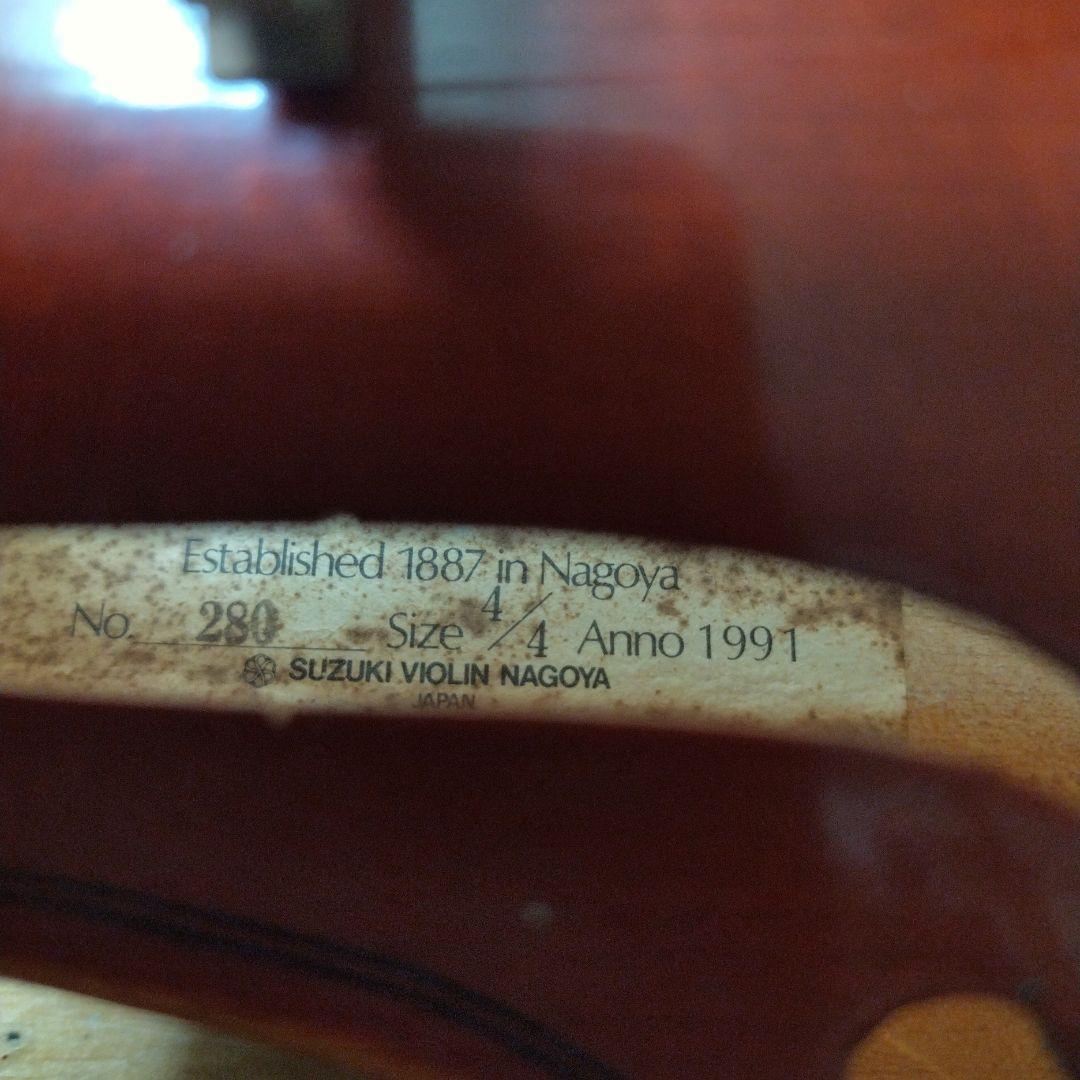 Established 1887 in Nagoya
No. 280 Size 4/4 Anno 1991
SUZUKI VIOLIN NAGOYA
JAPAN